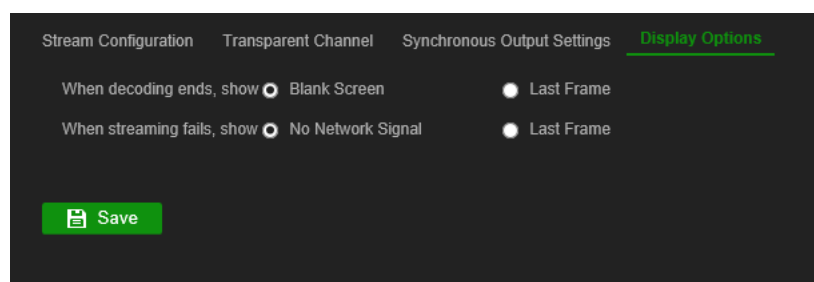 Stream Configuration Transparent Channel Synchronous Output Settings Display Options
When decoding ends, show Blank Screen Last Frame
When streaming fails, show No Network Signal Last Frame
Save